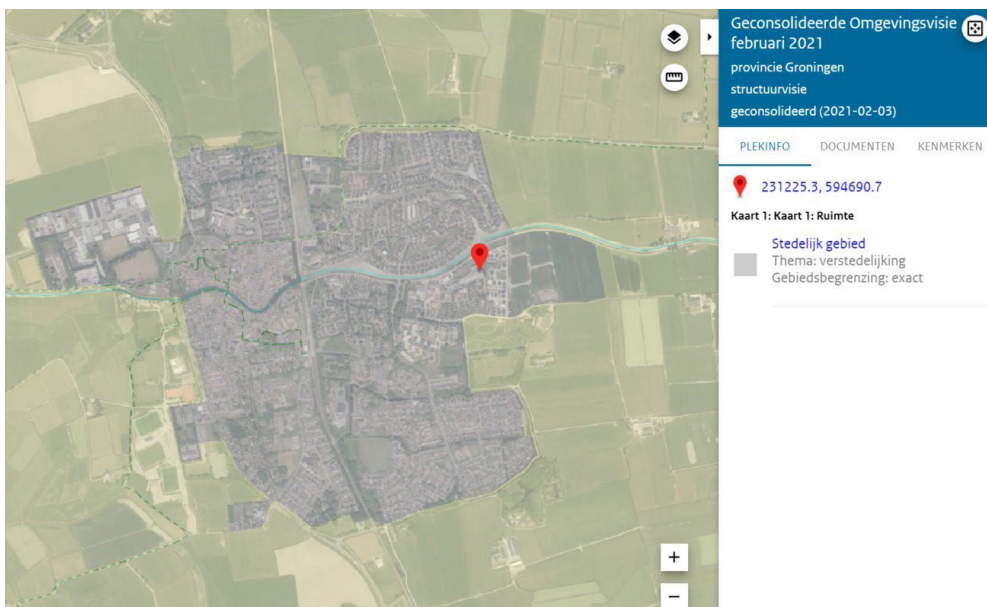 Geconsolideerde Omgevingsvisie
februari 2021
provincie Groningen
structuurvisie
geconsolideerd (2021-02-03)
PLEKINFO DOCUMENTEN KENMERKEN
231225.3, 594690.7
Kaart 1: Kaart 1: Ruimte
Stedelijk gebied
Thema: verstedelijking
Gebiedsbegrenzing: exact